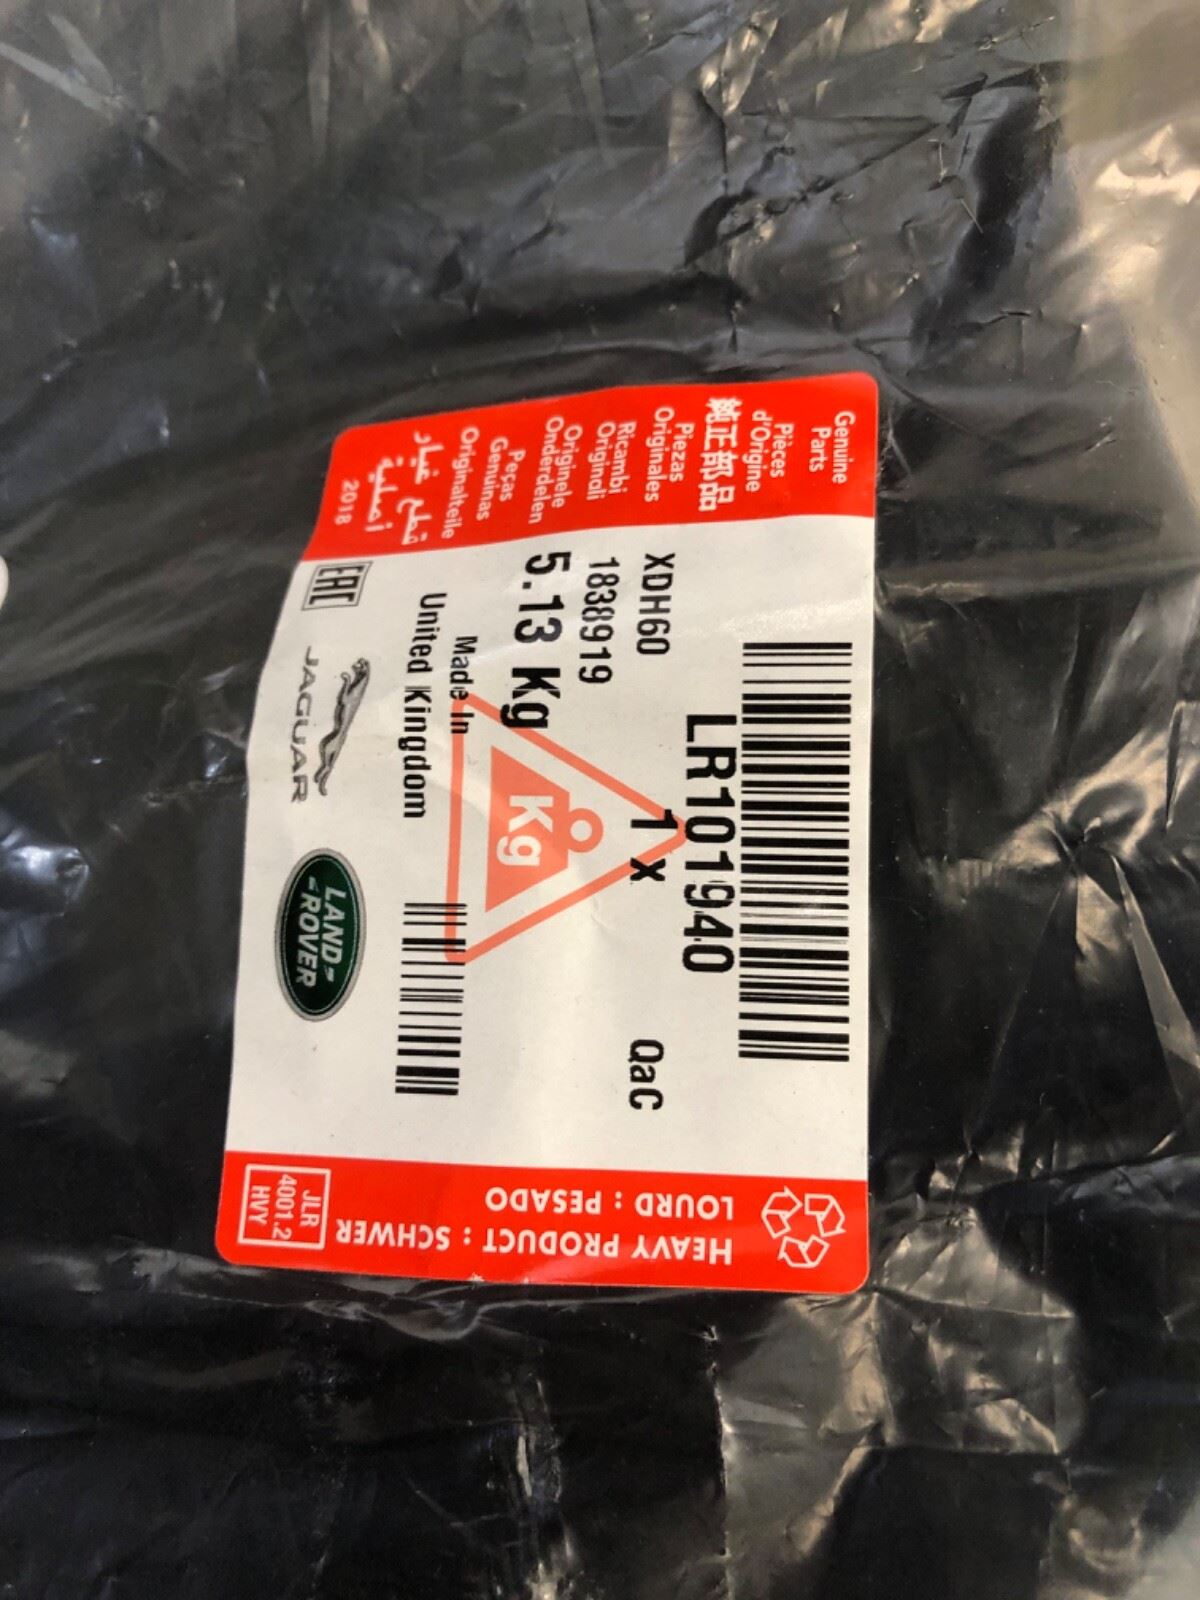 Genuine
Parts
Pièces
d'Origine
純正部品
Piezas
Originales
Ricambi
Originali
Originele
Onderdelen
Peças
Genuinas
Originalteile
قطع غيار
أصلية
2018
LR101940
XDH60
1 x
QaC
1838919
5.13 Kg
Kg
Made In
United Kingdom
EAC
JAGUAR
LAND
ROVER
HEAVY PRODUCT : SCHWER
LOURD : PESADO
JLR
4001.2
HVY